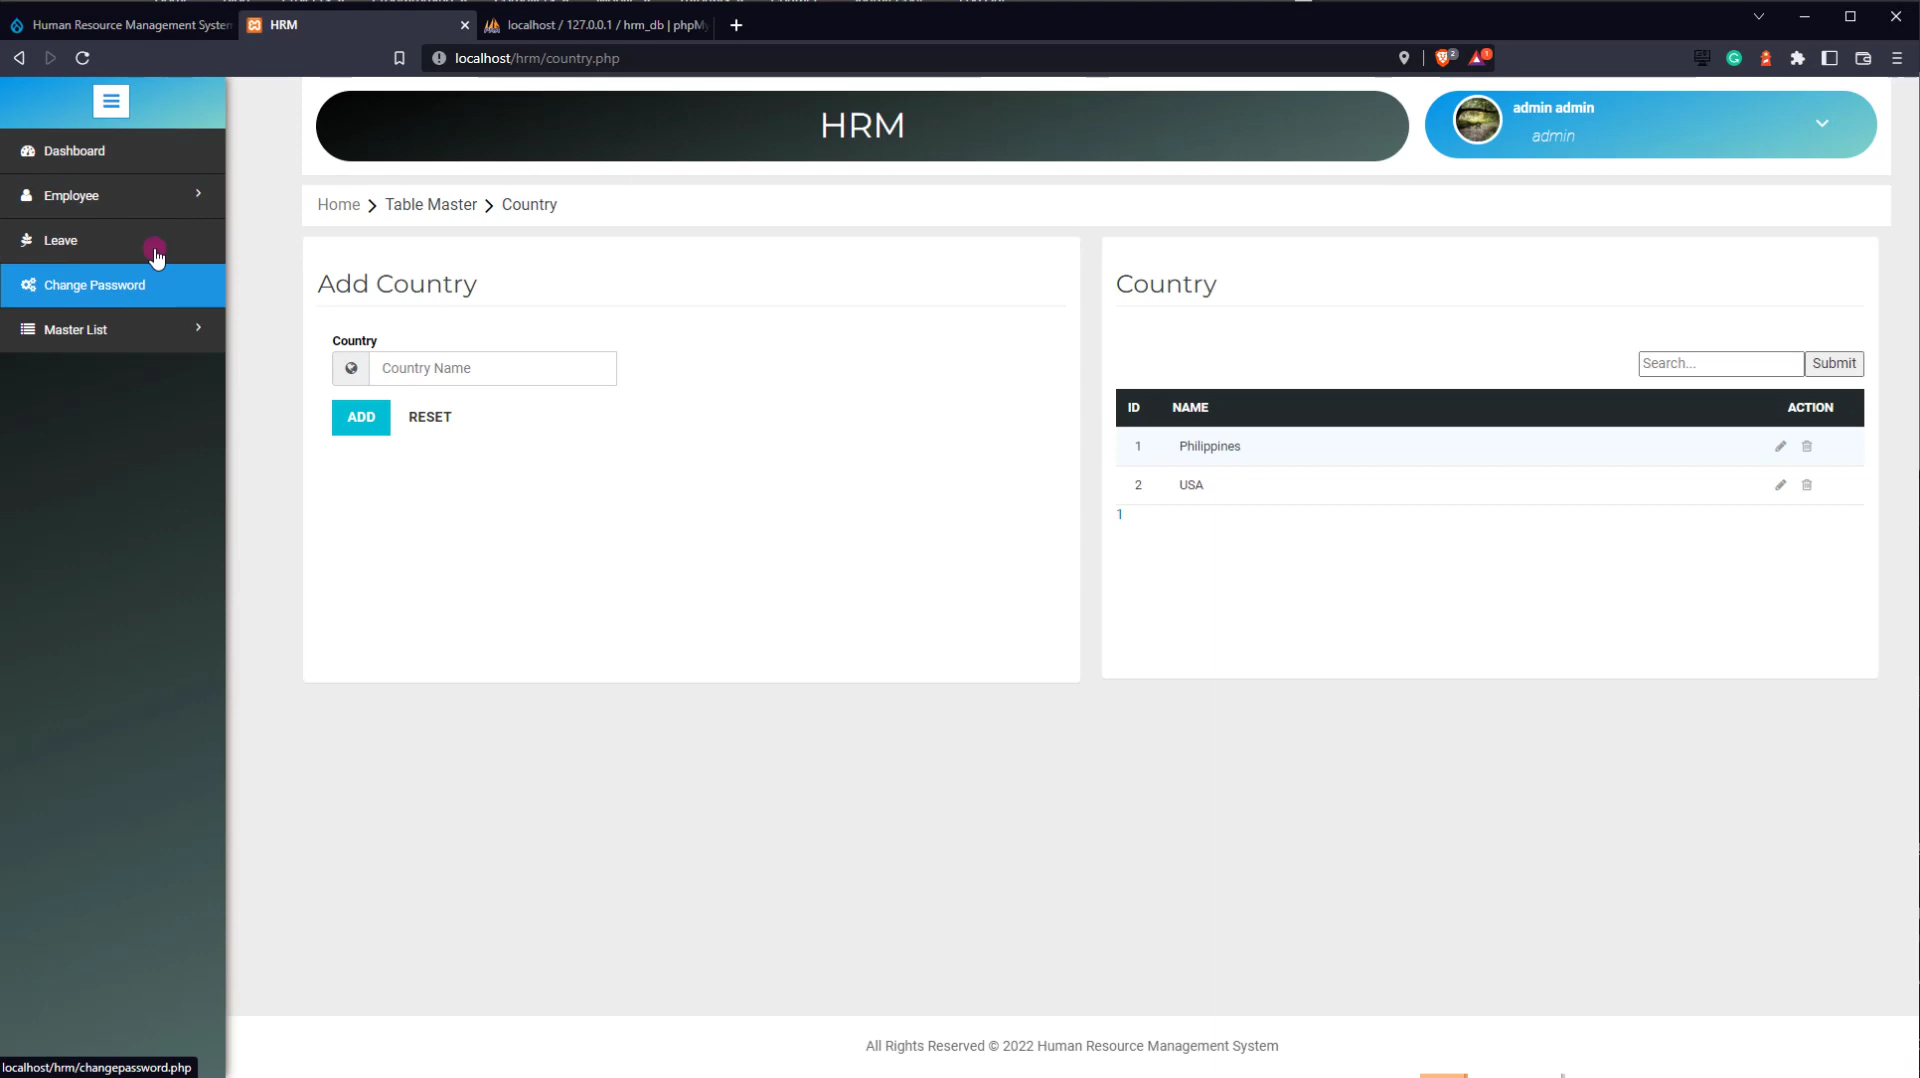 Human Resource Management System
HRM
localhost / 127.0.0.1 / hrm_db | phpMy
localhost/hrm/country.php
2
1
HRM
admin admin
admin
Dashboard
Employee
Leave
Change Password
Master List
Home
Table Master
Country
Add Country
Country
Country Name
ADD
RESET
Country
Search...
Submit
ID NAME ACTION
1 Philippines
2 USA
1
All Rights Reserved © 2022 Human Resource Management System
localhost/hrm/changepassword.php